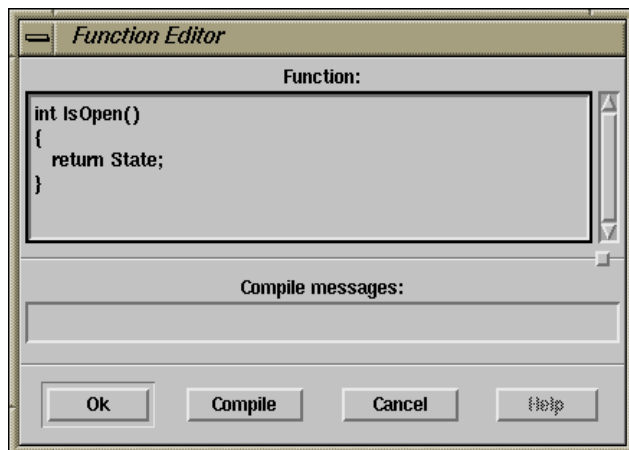 Function Editor
Function:
int IsOpen()
{
return State;
}
Compile messages:
Ok Compile Cancel Help